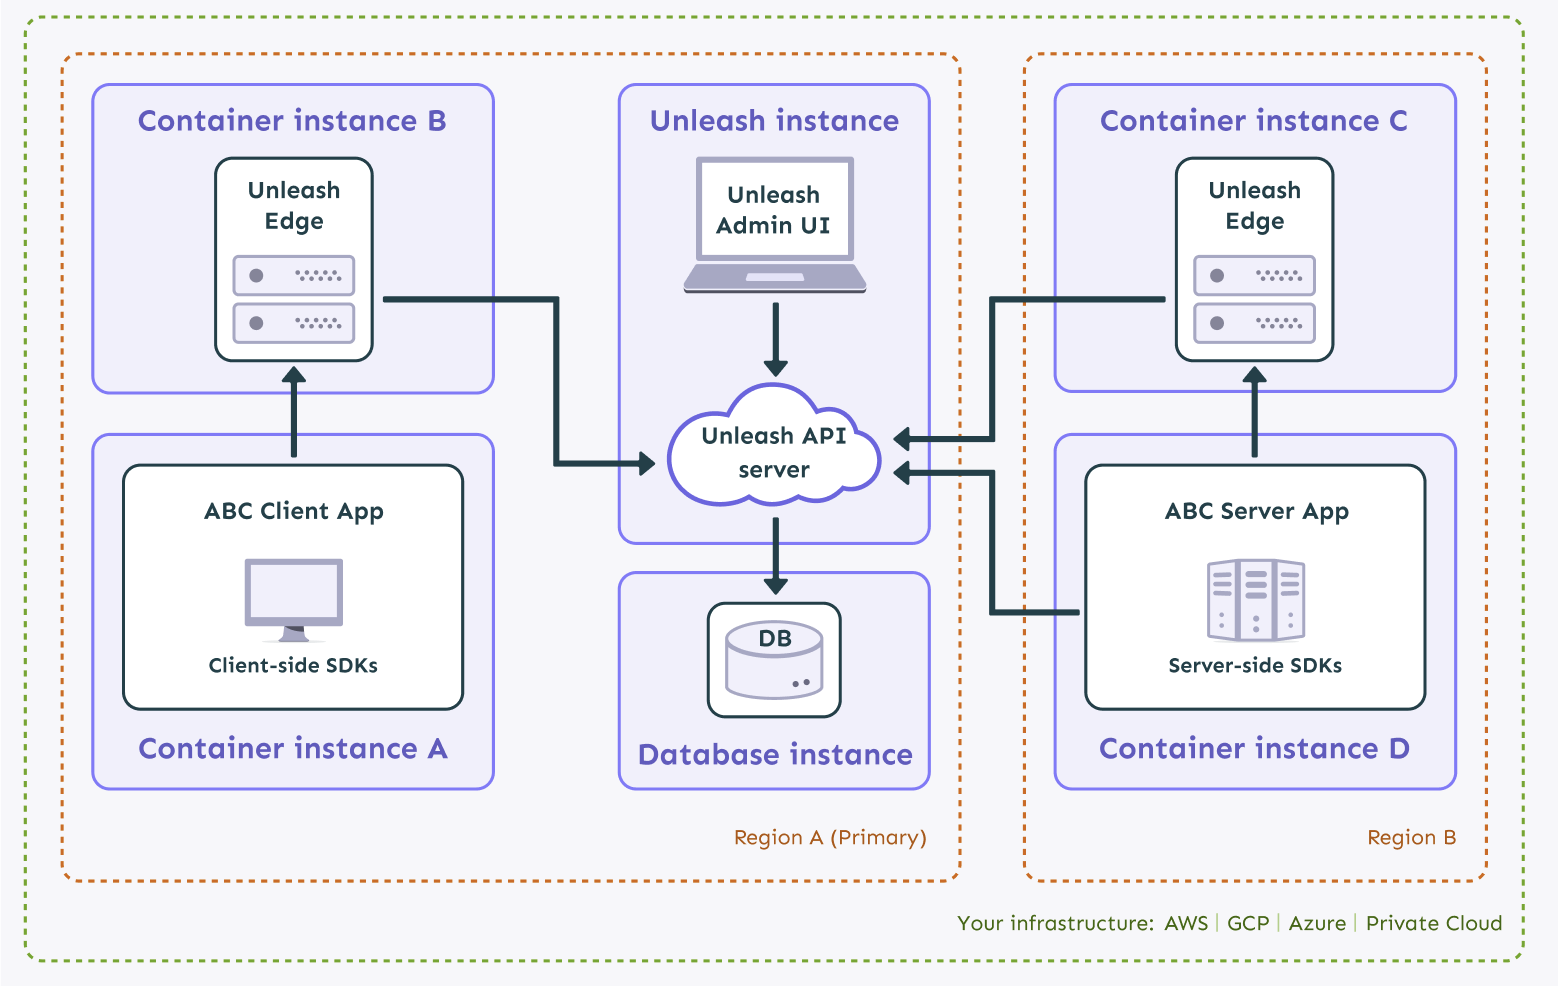 Container instance B
Unleash
Edge
ABC Client App
Client-side SDKs
Container instance A
Unleash instance
Unleash
Admin UI
Unleash API
server
DB
Database instance
Region A (Primary)
Container instance C
Unleash
Edge
ABC Server App
Server-side SDKs
Container instance D
Region B
Your infrastructure: AWS | GCP | Azure | Private Cloud